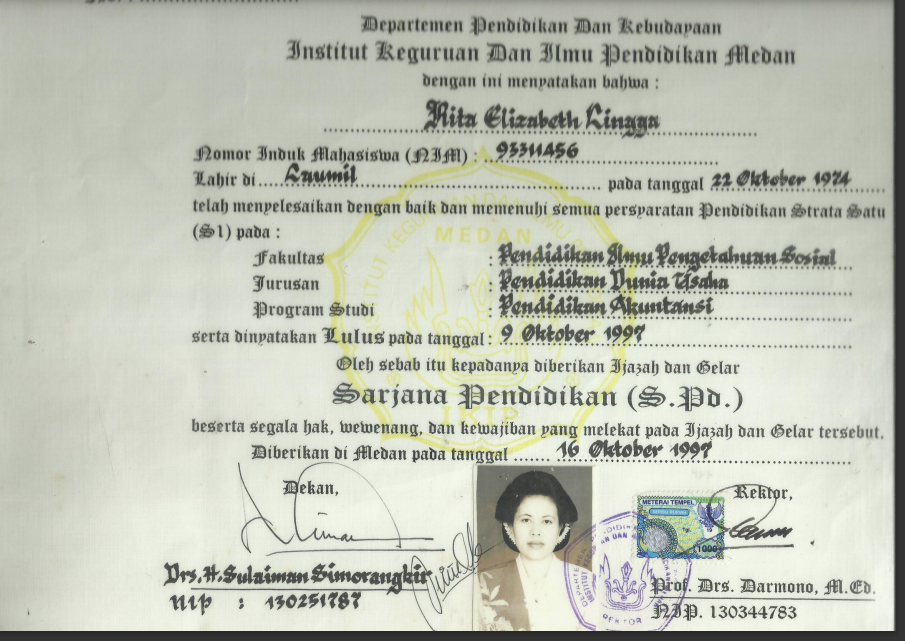 Departemen Pendidikan Dan Kebudayaan
Institut Keguruan Dan Ilmu Pendidikan Medan
dengan ini menyatakan bahwa :
Rita Elizabeth Lingga
Nomor Induk Mahasiswa (NIM) : 93311456
Lahir di Laumil pada tanggal 22 Oktober 1974
telah menyelesaikan dengan baik dan memenuhi semua persyaratan Pendidikan Strata Satu
(S1) pada :
Fakultas : Pendidikan Ilmu Pengetahuan Sosial
Jurusan : Pendidikan Dunia Usaha
Program Studi : Pendidikan Akuntansi
serta dinyatakan Lulus pada tanggal : 9 Oktober 1997
Oleh sebab itu kepadanya diberikan Ijazah dan Gelar
Sarjana Pendidikan (S.Pd.)
beserta segala hak, wewenang, dan kewajiban yang melekat pada Ijazah dan Gelar tersebut.
Diberikan di Medan pada tanggal 16 Oktober 1997
Dekan,
Rektor,
METERAI TEMPEL
1000
Drs. H. Sulaiman Simorangkir
NIP : 130251787
Prof. Drs. Darmono, M.Ed.
NIP. 130344783
MEDAN
IKIP
REKTOR